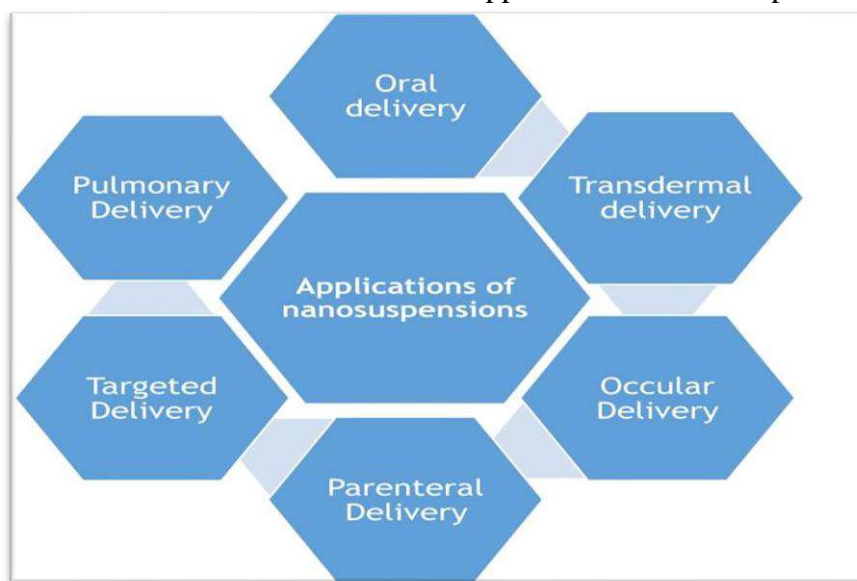 Oral
delivery
Transdermal
delivery
Occular
Delivery
Parenteral
Delivery
Targeted
Delivery
Pulmonary
Delivery
Applications of
nanosuspensions